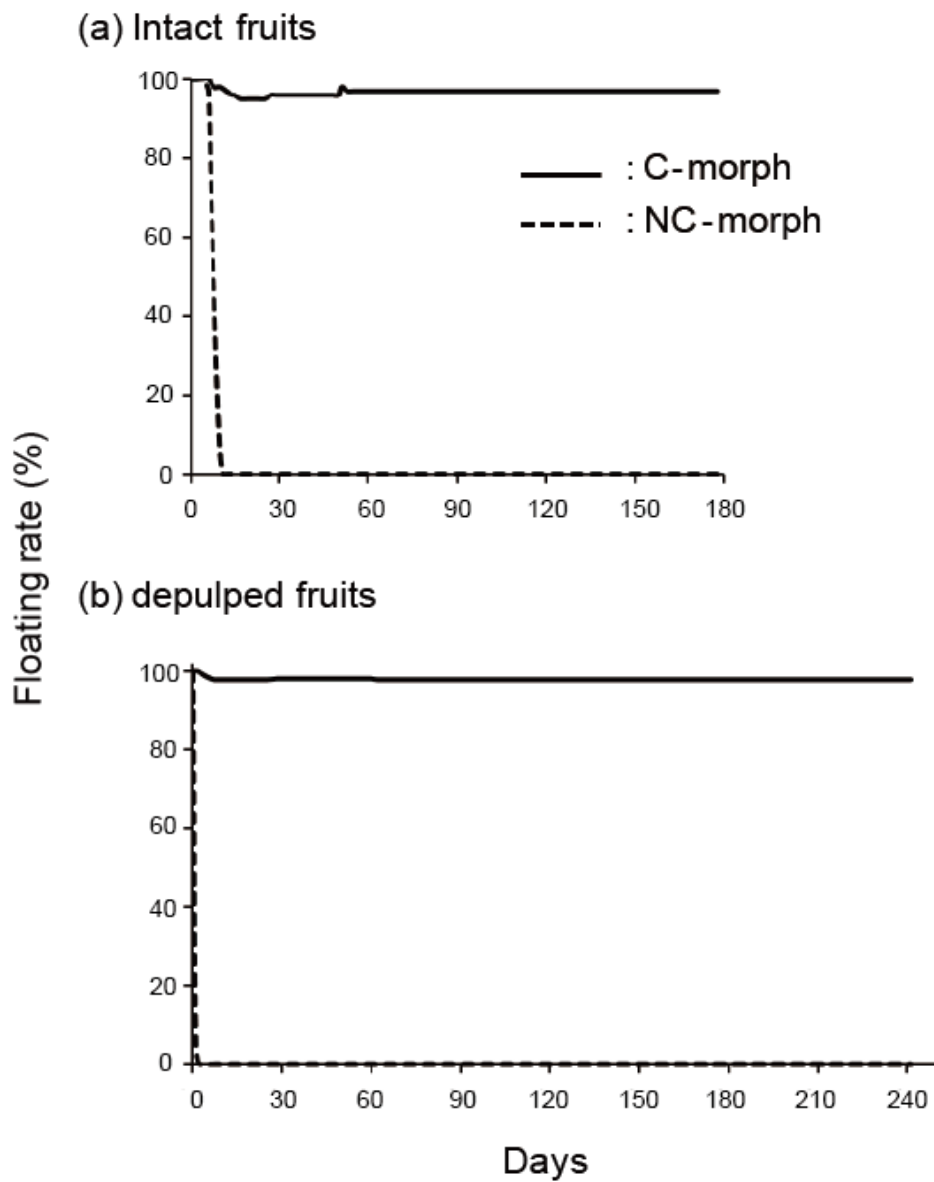 (a) Intact fruits
100
80
60
40
20
0
0 30 60 90 120 150 180
: C-morph
: NC-morph
Floating rate (%)
(b) depulped fruits
100
80
60
40
20
0
0 30 60 90 120 150 180 210 240
Days